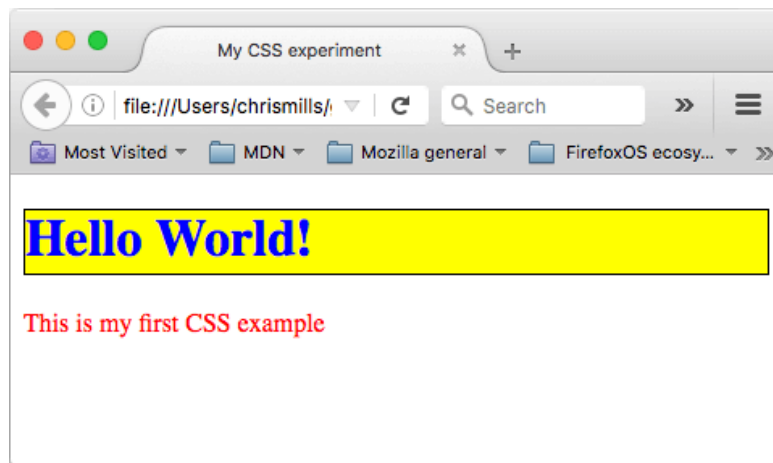 My CSS experiment
file:///Users/chrismills/ Search
Most Visited MDN Mozilla general FirefoxOS ecosy...
Hello World!
This is my first CSS example